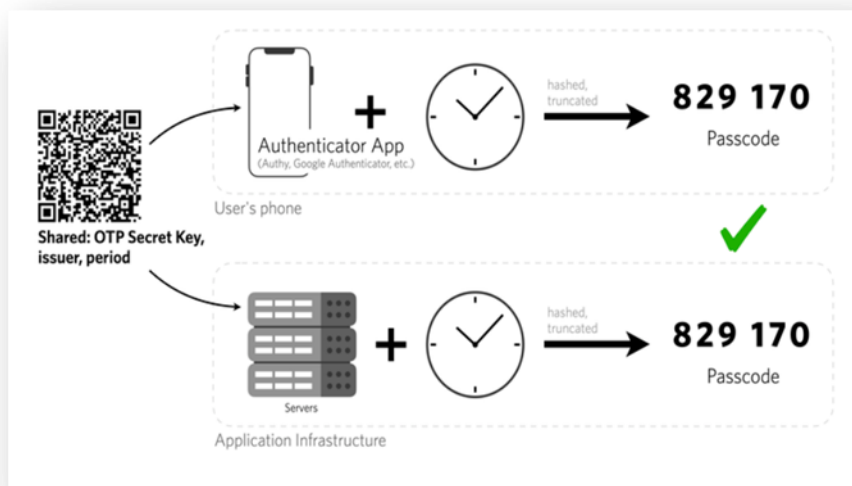 Authenticator App
(Authy, Google Authenticator, etc.)
hashed,
truncated
829 170
Passcode
User's phone
Shared: OTP Secret Key,
issuer, period
Servers
hashed,
truncated
829 170
Passcode
Application Infrastructure